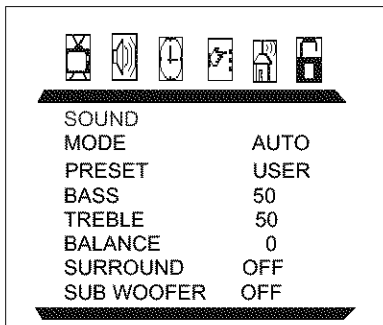 SOUND
MODE AUTO
PRESET USER
BASS 50
TREBLE 50
BALANCE 0
SURROUND OFF
SUB WOOFER OFF